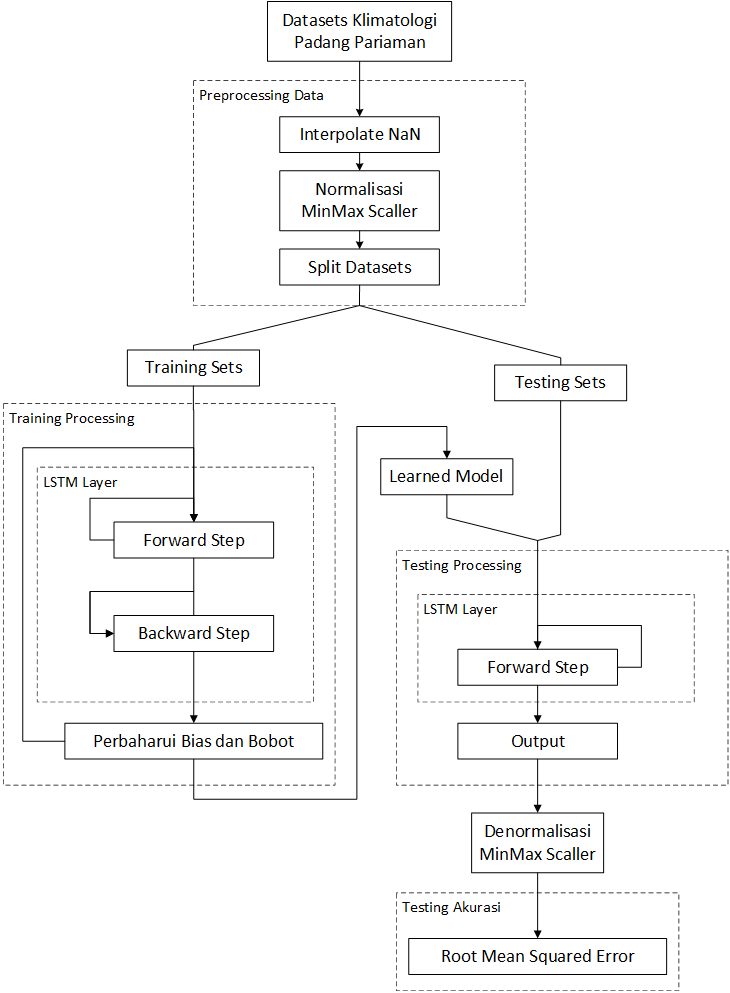 Datasets Klimatologi
Padang Pariaman
Preprocessing Data
Interpolate NaN
Normalisasi
MinMax Scaller
Split Datasets
Training Sets
Testing Sets
Training Processing
LSTM Layer
Forward Step
Backward Step
Perbaharui Bias dan Bobot
Learned Model
Testing Processing
LSTM Layer
Forward Step
Output
Denormalisasi
MinMax Scaller
Testing Akurasi
Root Mean Squared Error